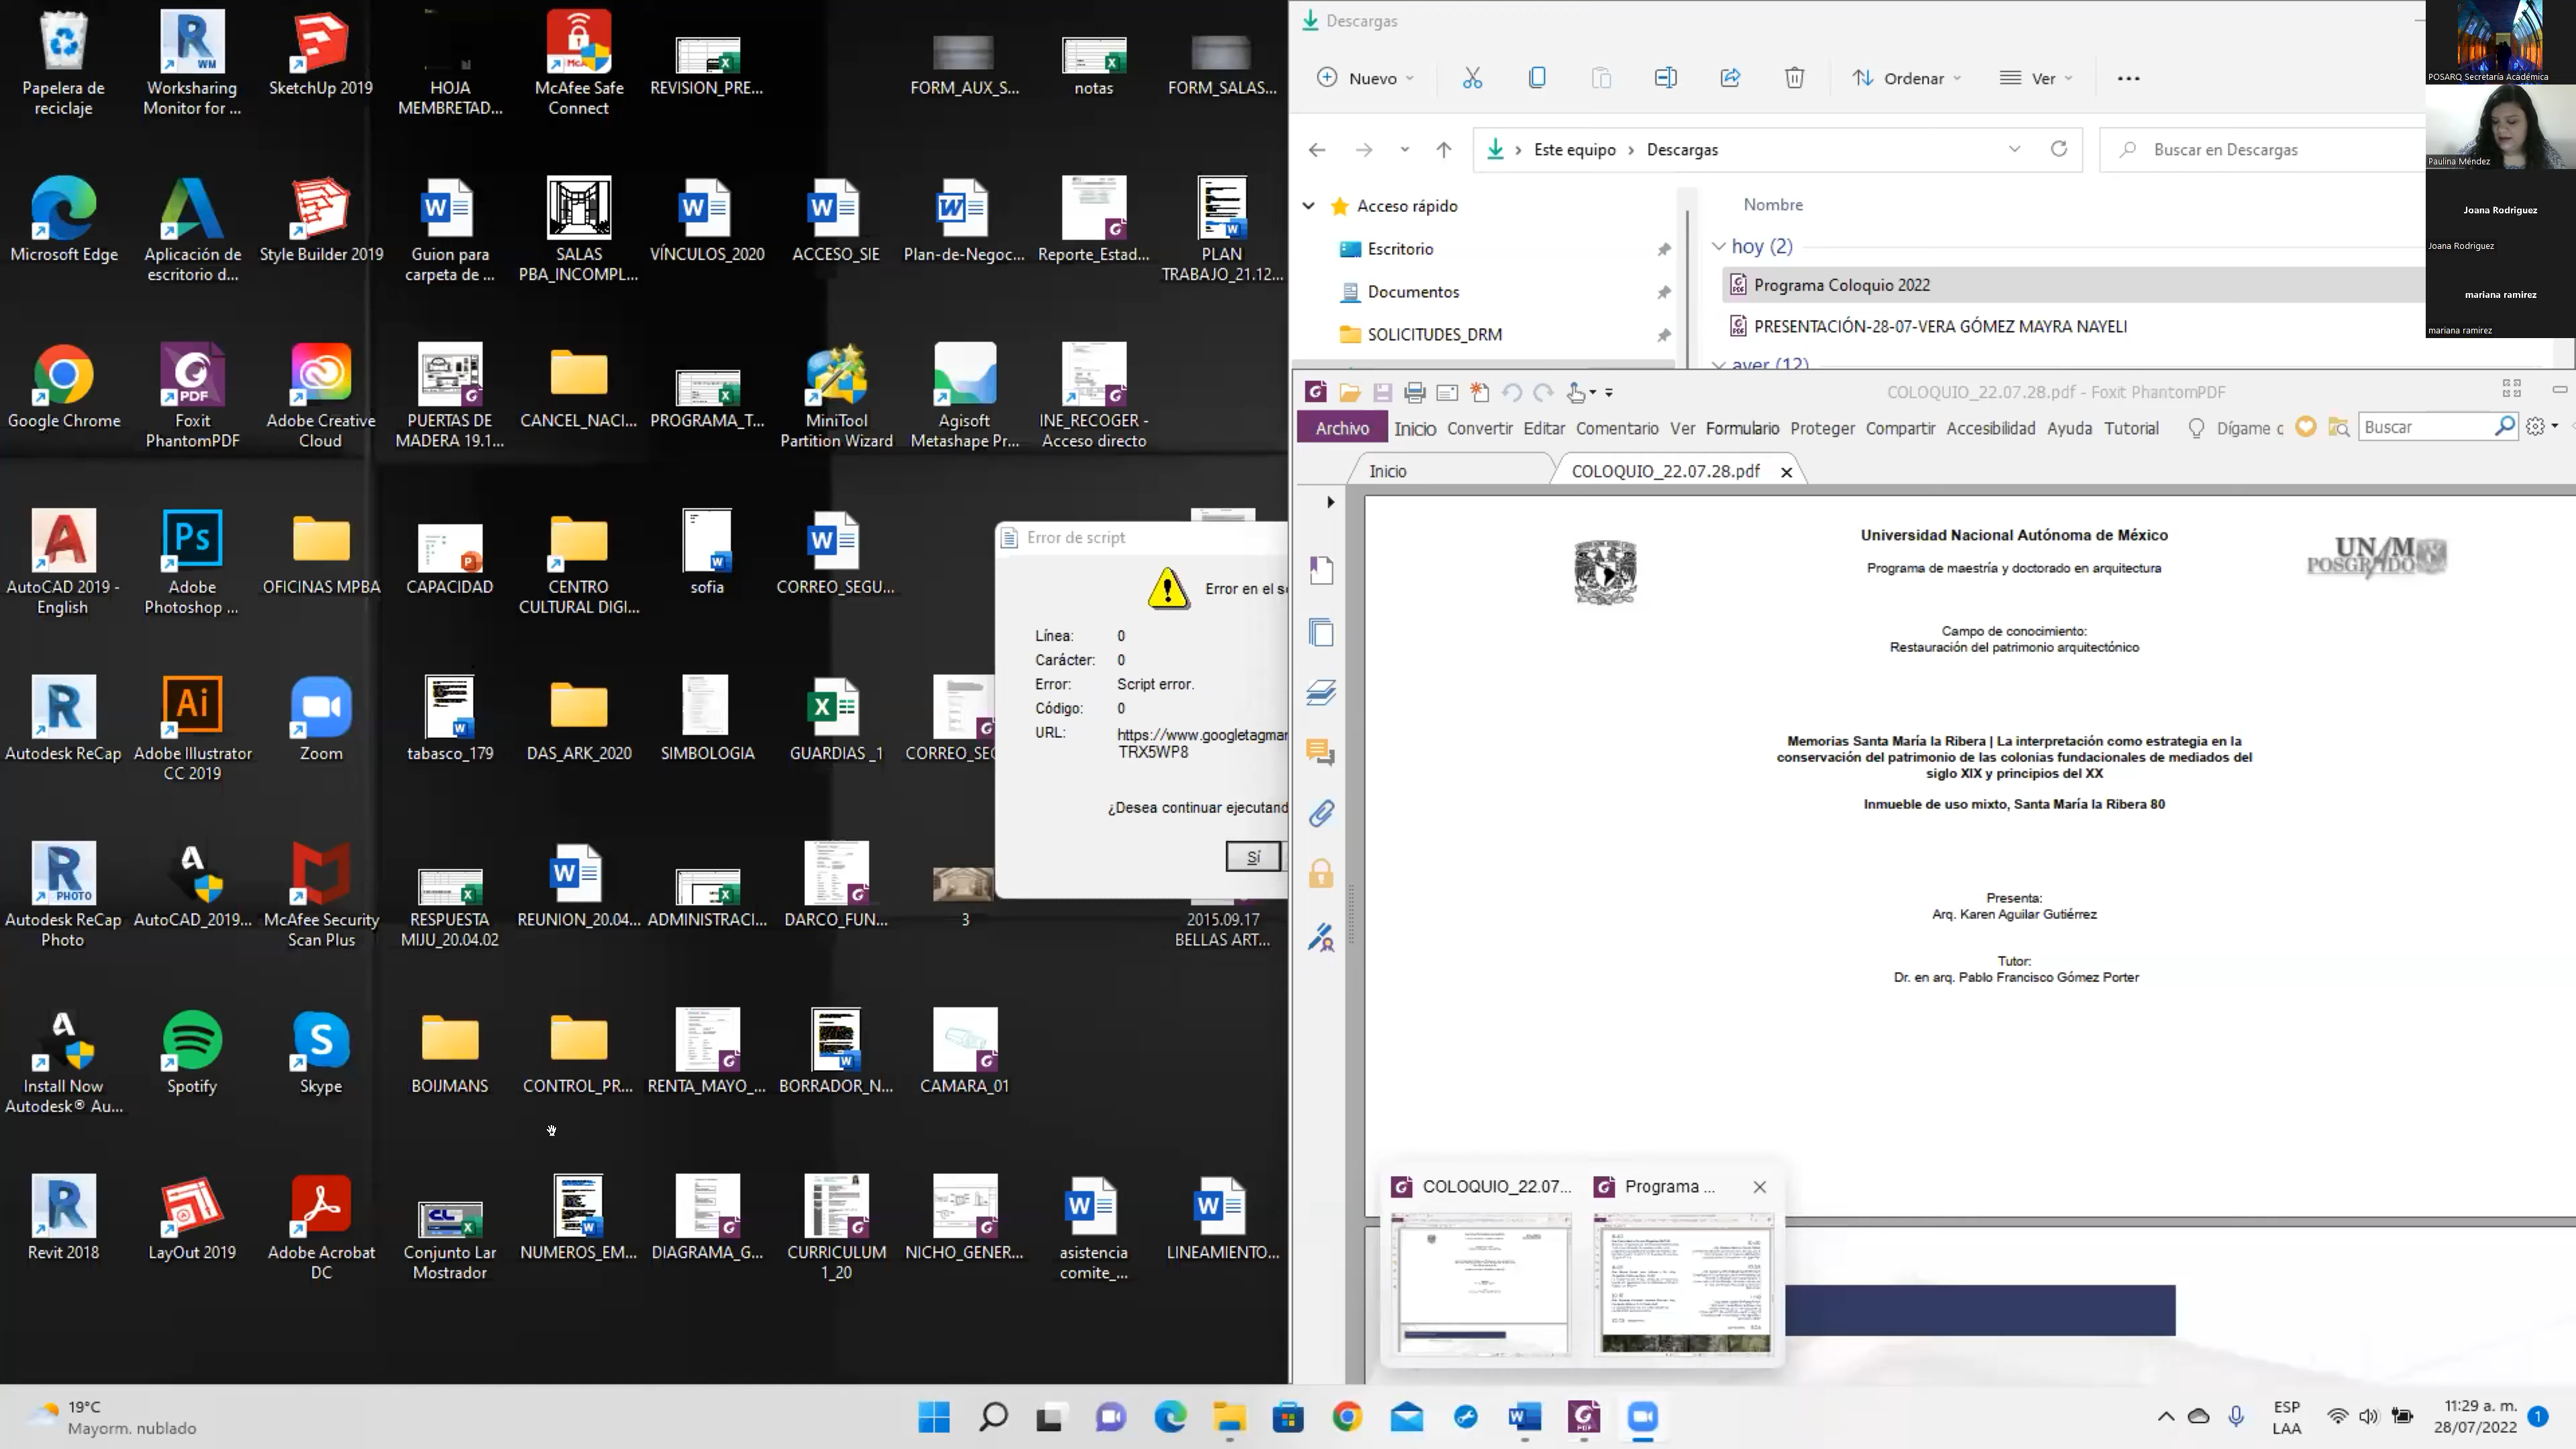 Papelera de
reciclaje
Worksharing
Monitor for ...
SketchUp 2019
HOJA
MEMBRETAD...
McAfee Safe
Connect
REVISION_PRE...
FORM_AUX_S...
notas
FORM_SALAS...
Microsoft Edge
Aplicación de
escritorio d...
Style Builder 2019
Guion para
carpeta de ...
SALAS
PBA_INCOMPL...
VÍNCULOS_2020
ACCESO_SIE
Plan-de-Negoc...
Reporte_Estad...
PLAN
TRABAJO_21.12...
Google Chrome
Foxit
PhantomPDF
Adobe Creative
Cloud
PUERTAS DE
MADERA 19.1...
CANCEL_NACI...
PROGRAMA_T...
MiniTool
Partition Wizard
Agisoft
Metashape Pr...
INE_RECOGER -
Acceso directo
AutoCAD 2019 -
English
Adobe
Photoshop ...
OFICINAS MPBA
CAPACIDAD
CENTRO
CULTURAL DIGI...
sofia
CORREO_SEGU...
Autodesk ReCap
Adobe Illustrator
CC 2019
Zoom
tabasco_179
DAS_ARK_2020
SIMBOLOGIA
GUARDIAS _1
CORREO_SEG
Autodesk ReCap
Photo
AutoCAD_2019...
McAfee Security
Scan Plus
RESPUESTA
MIJU_20.04.02
REUNION_20.04...
ADMINISTRACI...
DARCO_FUN...
3
2015.09.17
BELLAS ART...
Install Now
Autodesk® Au...
Spotify
Skype
BOIJMANS
CONTROL_PR...
RENTA_MAYO_...
BORRADOR_N...
CAMARA_01
Revit 2018
LayOut 2019
Adobe Acrobat
DC
Conjunto Lar
Mostrador
NUMEROS_EM...
DIAGRAMA_G...
CURRICULUM
1_20
NICHO_GENER...
asistencia
comite_...
LINEAMIENTO...
Error de script
Error en el s
Línea: 0
Carácter: 0
Error: Script error.
Código: 0
URL: https://www.googletagmar
TRX5WP8
¿Desea continuar ejecutand
Sí
Descargas
Nuevo
Ordenar
Ver
Este equipo > Descargas
Buscar en Descargas
Acceso rápido
Escritorio
Documentos
SOLICITUDES_DRM
Nombre
hoy (2)
Programa Coloquio 2022
PRESENTACIÓN-28-07-VERA GÓMEZ MAYRA NAYELI
ayer (12)
POSARQ Secretaría Académica
Paulina Méndez
Joana Rodriguez
Joana Rodriguez
mariana ramirez
mariana ramirez
COLOQUIO_22.07.28.pdf - Foxit PhantomPDF
Archivo Inicio Convertir Editar Comentario Ver Formulario Proteger Compartir Accesibilidad Ayuda Tutorial
Dígame
Buscar
Inicio
COLOQUIO_22.07.28.pdf
Universidad Nacional Autónoma de México
Programa de maestría y doctorado en arquitectura
UNAM
POSGRADO
Campo de conocimiento:
Restauración del patrimonio arquitectónico
Memorias Santa María la Ribera | La interpretación como estrategia en la
conservación del patrimonio de las colonias fundacionales de mediados del
siglo XIX y principios del XX
Inmueble de uso mixto, Santa María la Ribera 80
Presenta:
Arq. Karen Aguilar Gutiérrez
Tutor:
Dr. en arq. Pablo Francisco Gómez Porter
COLOQUIO_22.07...
Programa ...
19°C
Mayorm. nublado
ESP
LAA
11:29 a. m.
28/07/2022
1